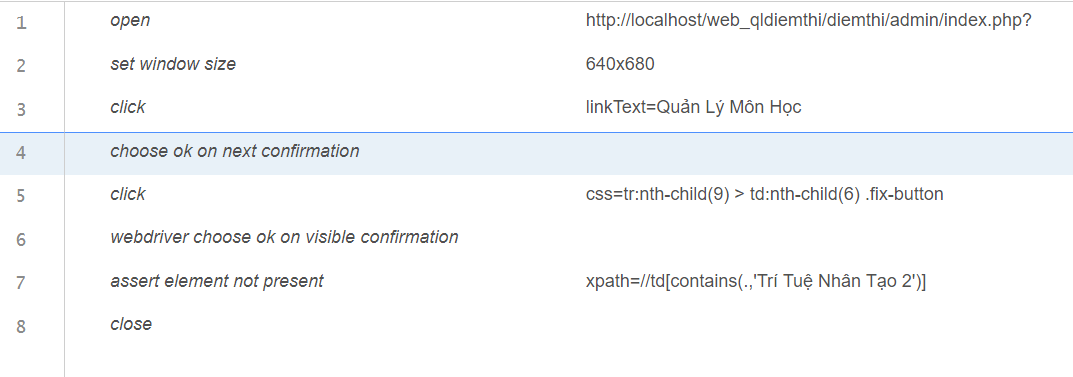 1 open http://localhost/web_qldiemthi/diemthi/admin/index.php?
2 set window size 640x680
3 click linkText=Quản Lý Môn Học
4 choose ok on next confirmation
5 click css=tr:nth-child(9) > td:nth-child(6) .fix-button
6 webdriver choose ok on visible confirmation
7 assert element not present xpath=//td[contains(.,'Trí Tuệ Nhân Tạo 2')]
8 close